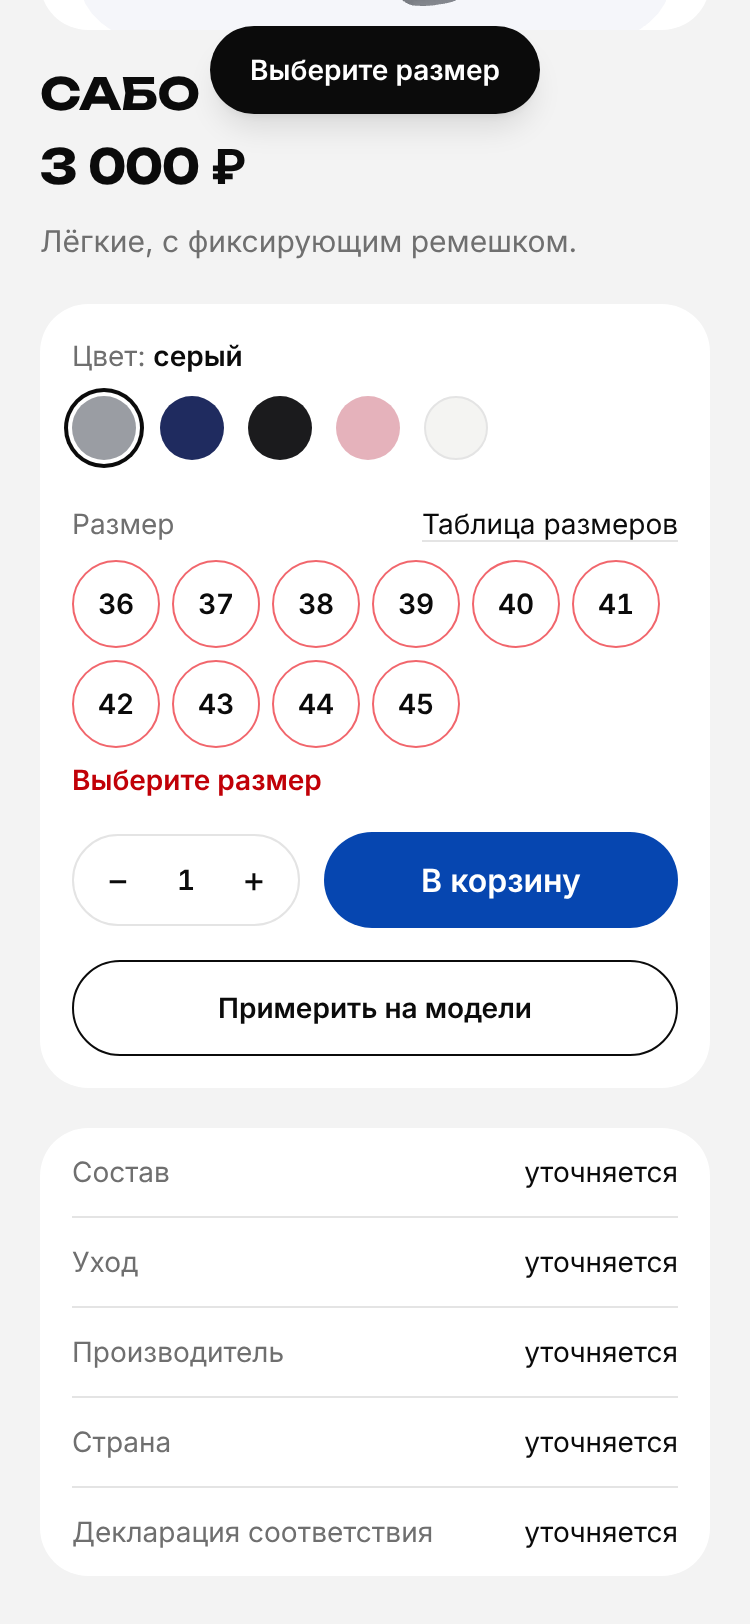 Выберите размер
САБО
3 000 ₽
Лёгкие, с фиксирующим ремешком.
Цвет: серый
Размер Таблица размеров
36 37 38 39 40 41
42 43 44 45
Выберите размер
− 1 + В корзину
Примерить на модели
Состав уточняется
Уход уточняется
Производитель уточняется
Страна уточняется
Декларация соответствия уточняется